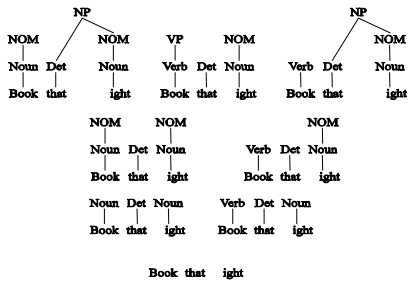 NP NP
NOM NOM VP NOM NOM
Noun Det Noun Verb Det Noun Verb Det Noun
Book that ight Book that ight Book that ight
NOM NOM NOM
Noun Det Noun Verb Det Noun
Book that ight Book that ight
Noun Det Noun Verb Det Noun
Book that ight Book that ight
Book that ight